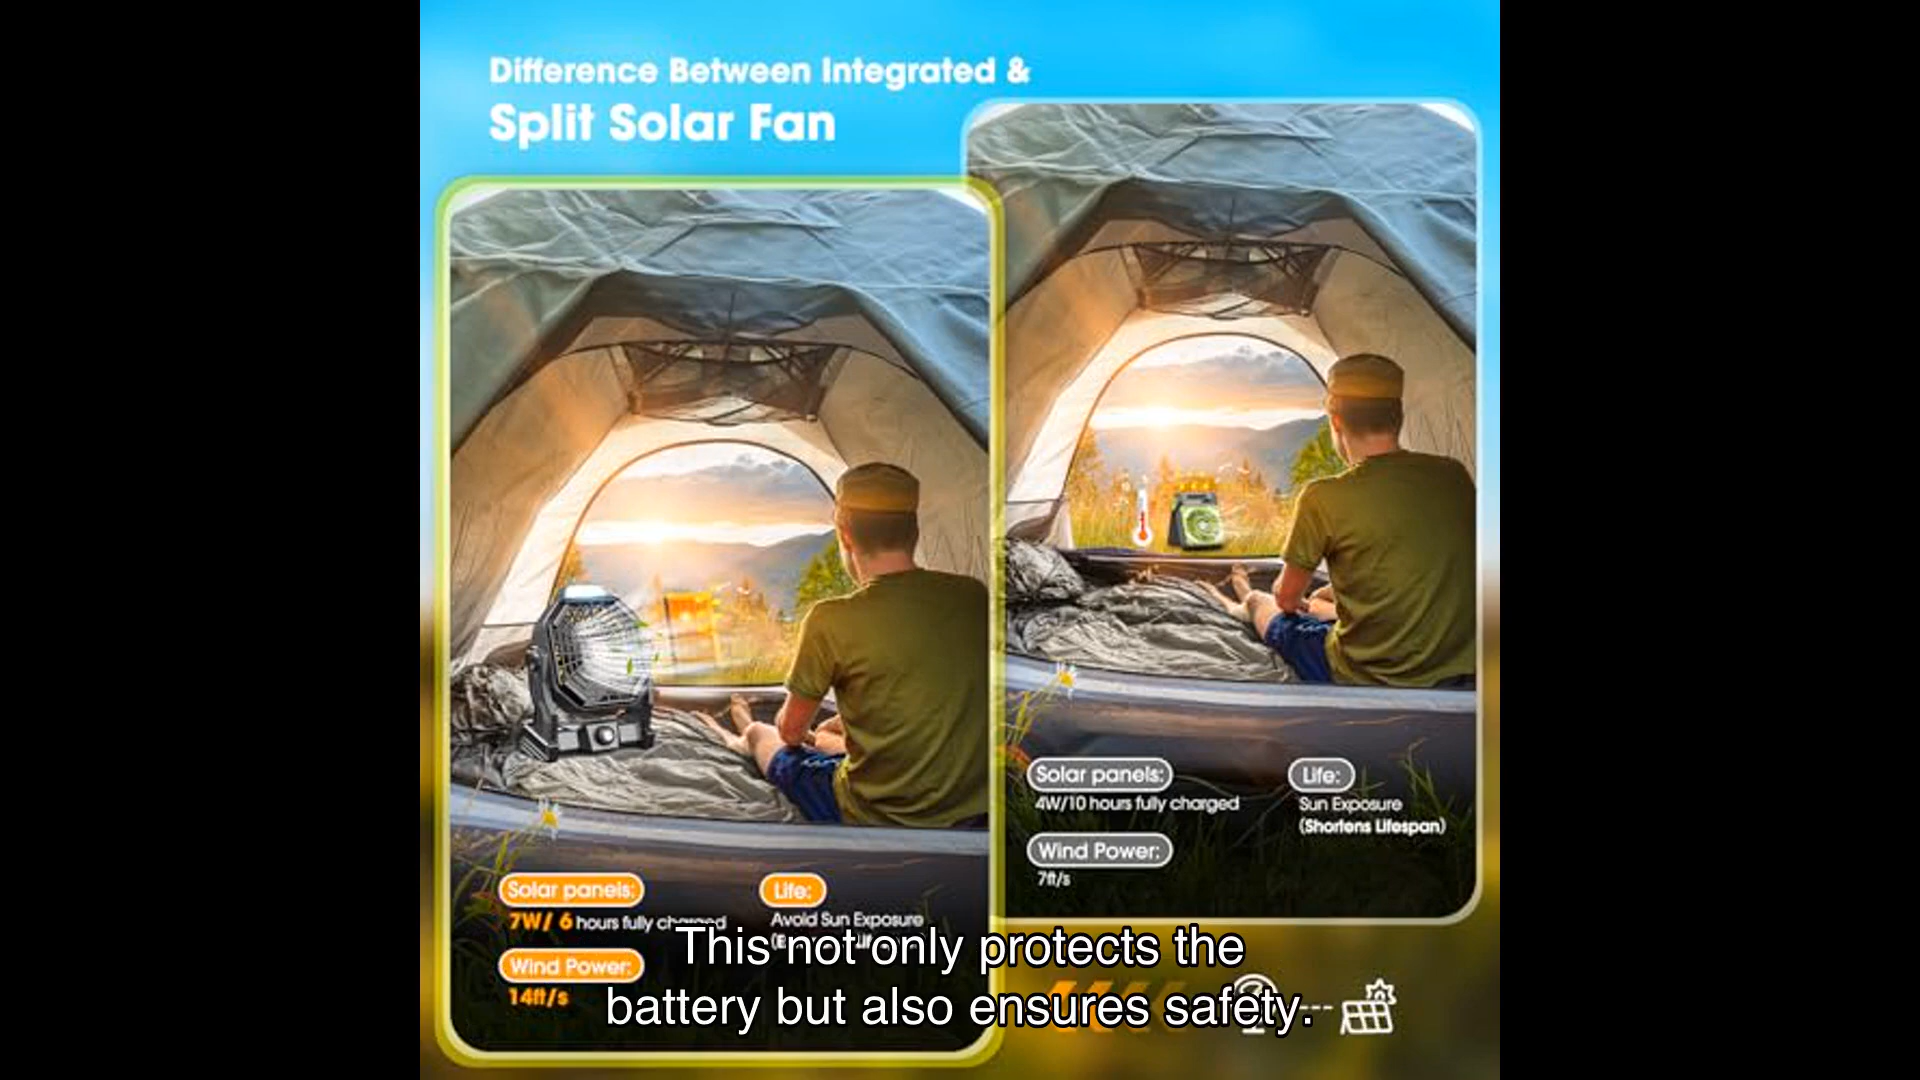 Difference Between Integrated &
Split Solar Fan
Solar panels:
7W/ 6 hours fully charged
Life:
Avoid Sun Exposure
Wind Power:
14ft/s
Solar panels:
4W/10 hours fully charged
Life:
Sun Exposure
(Shortens Lifespan)
Wind Power:
7ft/s
This not only protects the
battery but also ensures safety.